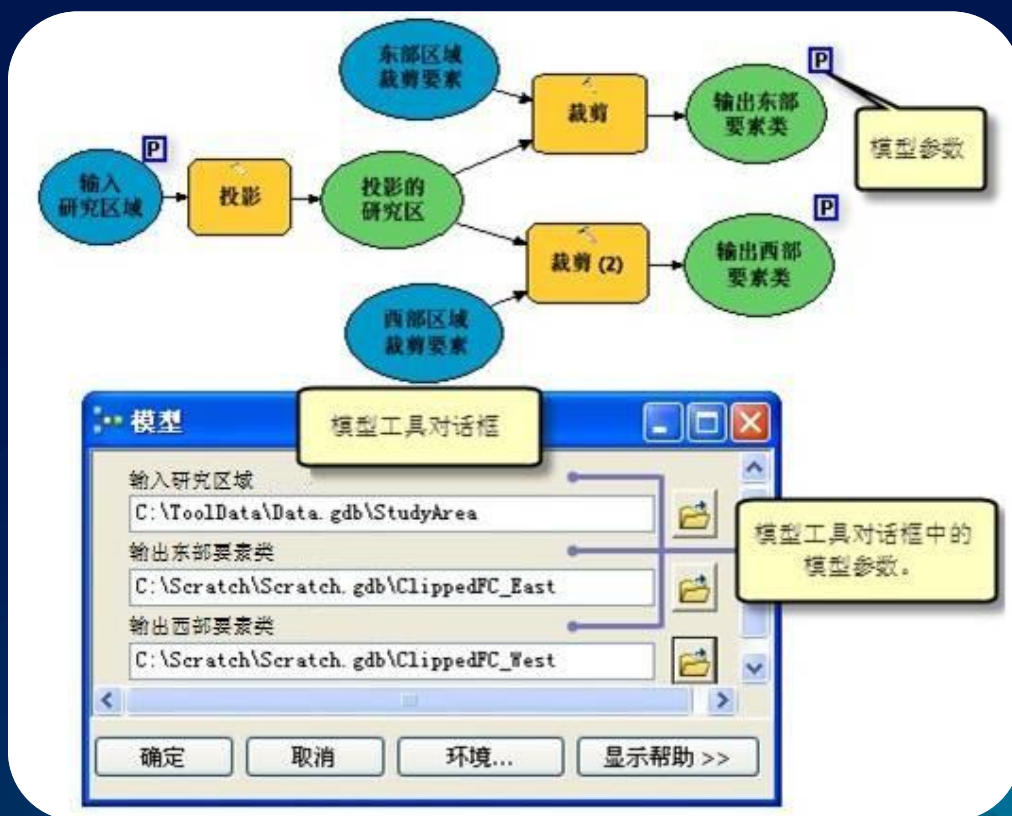 东部区域
裁剪要素
P
裁剪
输出东部
要素类
模型参数
P
输入
研究区域
投影
投影的
研究区
P
裁剪 (2)
输出西部
要素类
西部区域
裁剪要素
模型
模型工具对话框
输入研究区域
C:\ToolData\Data.gdb\StudyArea
输出东部要素类
C:\Scratch\Scratch.gdb\ClippedFC_East
输出西部要素类
C:\Scratch\Scratch.gdb\ClippedFC_West
模型工具对话框中的
模型参数。
确定
取消
环境...
显示帮助 >>